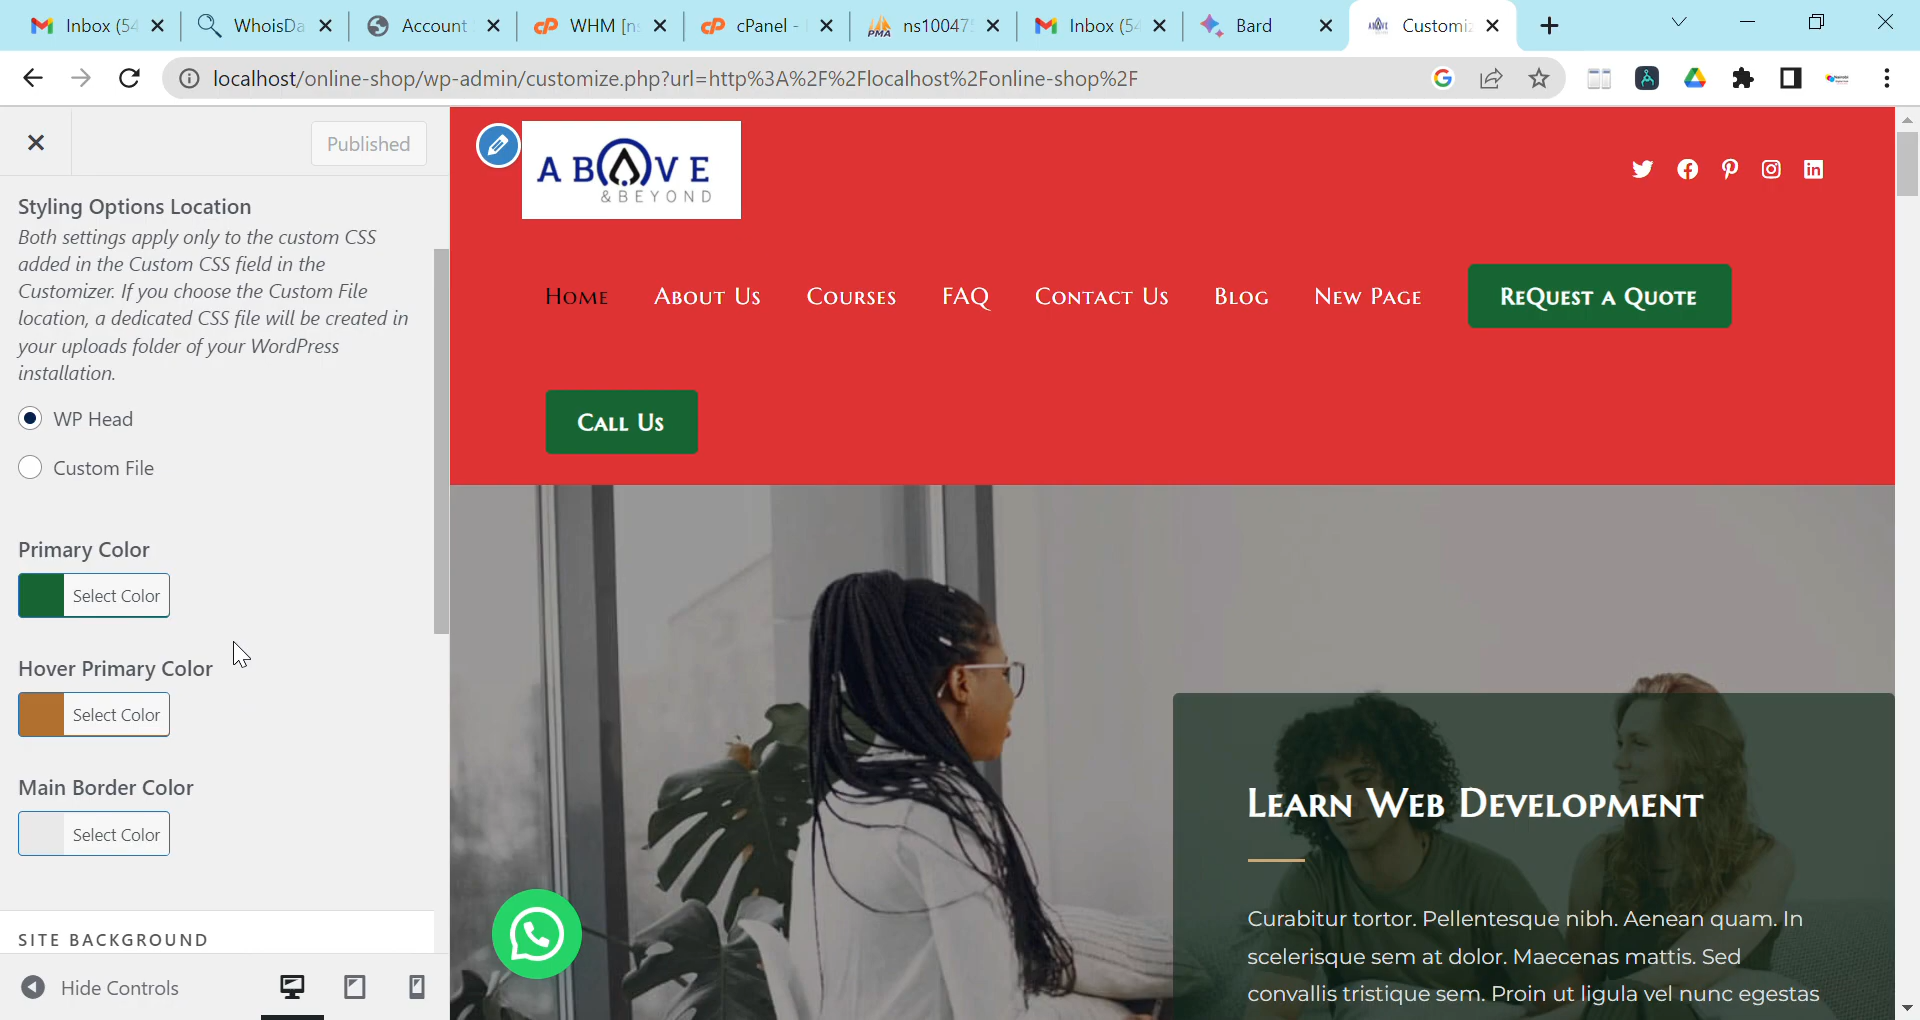 Inbox (54
WhoisDa
Account
WHM [n
cPanel -
ns10047
Inbox (54
Bard
Customiz
localhost/online-shop/wp-admin/customize.php?url=http%3A%2F%2Flocalhost%2Fonline-shop%2F
Published
Styling Options Location
Both settings apply only to the custom CSS
added in the Custom CSS field in the
Customizer. If you choose the Custom File
location, a dedicated CSS file will be created in
your uploads folder of your WordPress
installation.
WP Head
Custom File
Primary Color
Select Color
Hover Primary Color
Select Color
Main Border Color
Select Color
SITE BACKGROUND
Hide Controls
ABOVE
& BEYOND
Home About Us Courses FAQ Contact Us Blog New Page ReQuest a Quote
Call Us
Learn Web Development
Curabitur tortor. Pellentesque nibh. Aenean quam. In
scelerisque sem at dolor. Maecenas mattis. Sed
convallis tristique sem. Proin ut ligula vel nunc egestas